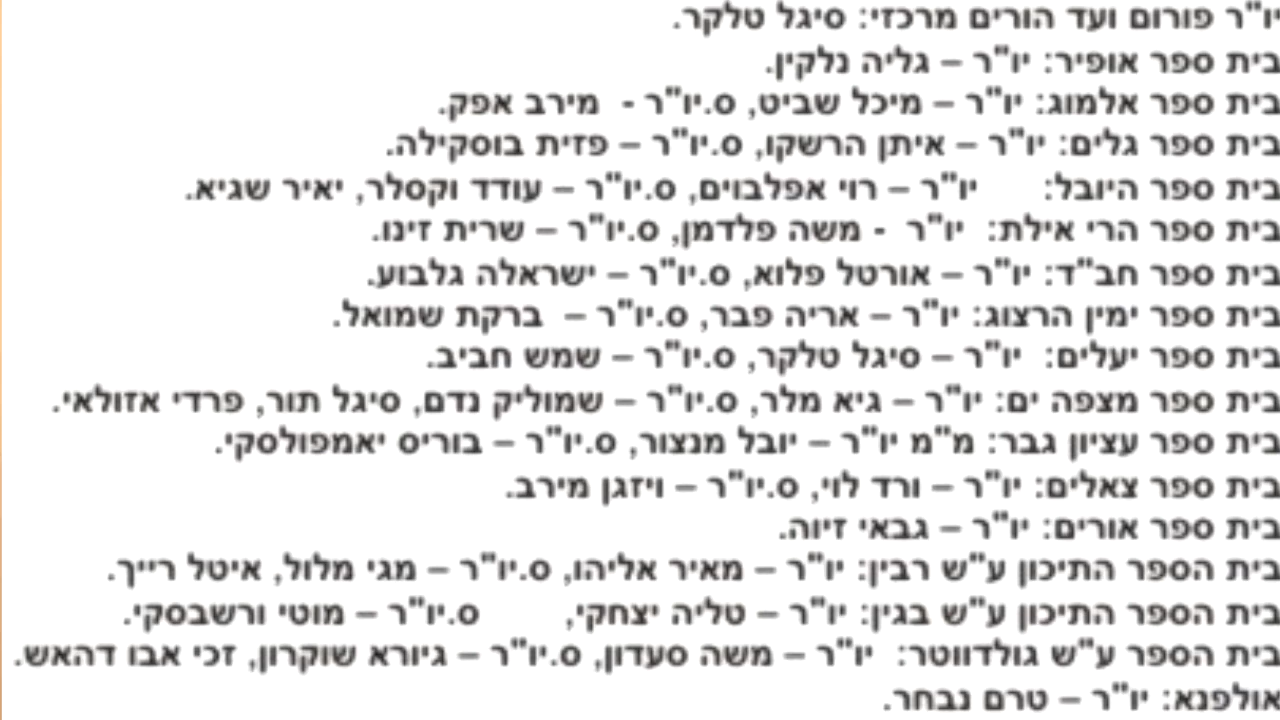 יו"ר פורום ועד הורים מרכזי: סיגל טלקר.
בית ספר אופיר: יו"ר – גליה נלקין.
בית ספר אלמוג: יו"ר – מיכל שביט, ס.יו"ר - מירב אפק.
בית ספר גלים: יו"ר – איתן הרשקו, ס.יו"ר – פזית בוסקילה.
בית ספר היובל: יו"ר – רוי אפלבוים, ס.יו"ר – עודד וקסלר, יאיר שגיא.
בית ספר הרי אילת: יו"ר - משה פלדמן, ס.יו"ר – שרית זינו.
בית ספר חב"ד: יו"ר – אורטל פלוא, ס.יו"ר – ישראלה גלבוע.
בית ספר ימין הרצוג: יו"ר – אריה פבר, ס.יו"ר – ברקת שמואל.
בית ספר יעלים: יו"ר – סיגל טלקר, ס.יו"ר – שמש חביב.
בית ספר מצפה ים: יו"ר – גיא מלר, ס.יו"ר – שמוליק נדם, סיגל תור, פרדי אזולאי.
בית ספר עציון גבר: מ"מ יו"ר – יובל מנצור, ס.יו"ר – בוריס יאמפולסקי.
בית ספר צאלים: יו"ר – ורד לוי, ס.יו"ר – ויזגן מירב.
בית ספר אורים: יו"ר – גבאי זיוה.
בית הספר התיכון ע"ש רבין: יו"ר – מאיר אליהו, ס.יו"ר – מגי מלול, איטל רייך.
בית הספר התיכון ע"ש בגין: יו"ר – טליה יצחקי, ס.יו"ר – מוטי ורשבסקי.
בית הספר ע"ש גולדווטר: יו"ר – משה סעדון, ס.יו"ר – גיורא שוקרון, זכי אבו דהאש.
אולפנא: יו"ר – טרם נבחר.